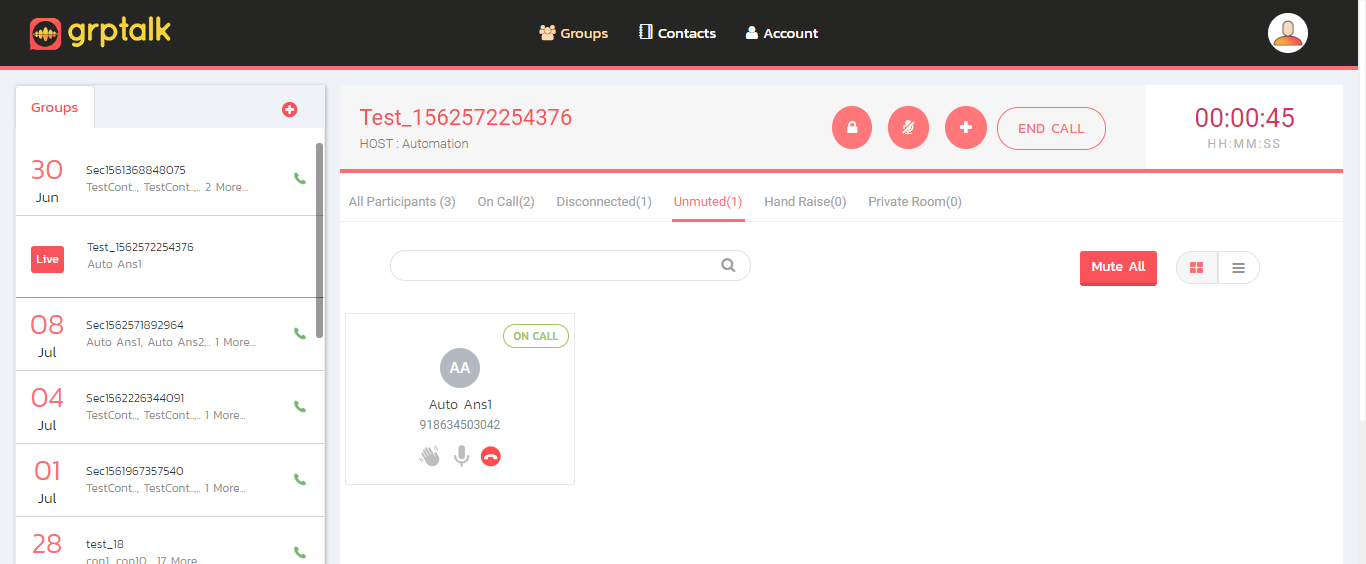 grptalk
Groups
Contacts
Account
Groups
30
Jun
Sec1561368848075
TestCont.., TestCont..,.. 2 More...
Live
Test_1562572254376
Auto Ans1
08
Jul
Sec1562571892964
Auto Ans1, Auto Ans2,.. 1 More...
04
Jul
Sec1562226344091
TestCont.., TestCont..,.. 1 More...
01
Jul
Sec1561967357540
TestCont.., TestCont..,.. 1 More...
28
test_18
con1, con10,.. 17 More...
Test_1562572254376
HOST : Automation
END CALL
00:00:45
HH:MM:SS
All Participants (3)
On Call(2)
Disconnected(1)
Unmuted(1)
Hand Raise(0)
Private Room(0)
Mute All
ON CALL
AA
Auto Ans1
918634503042